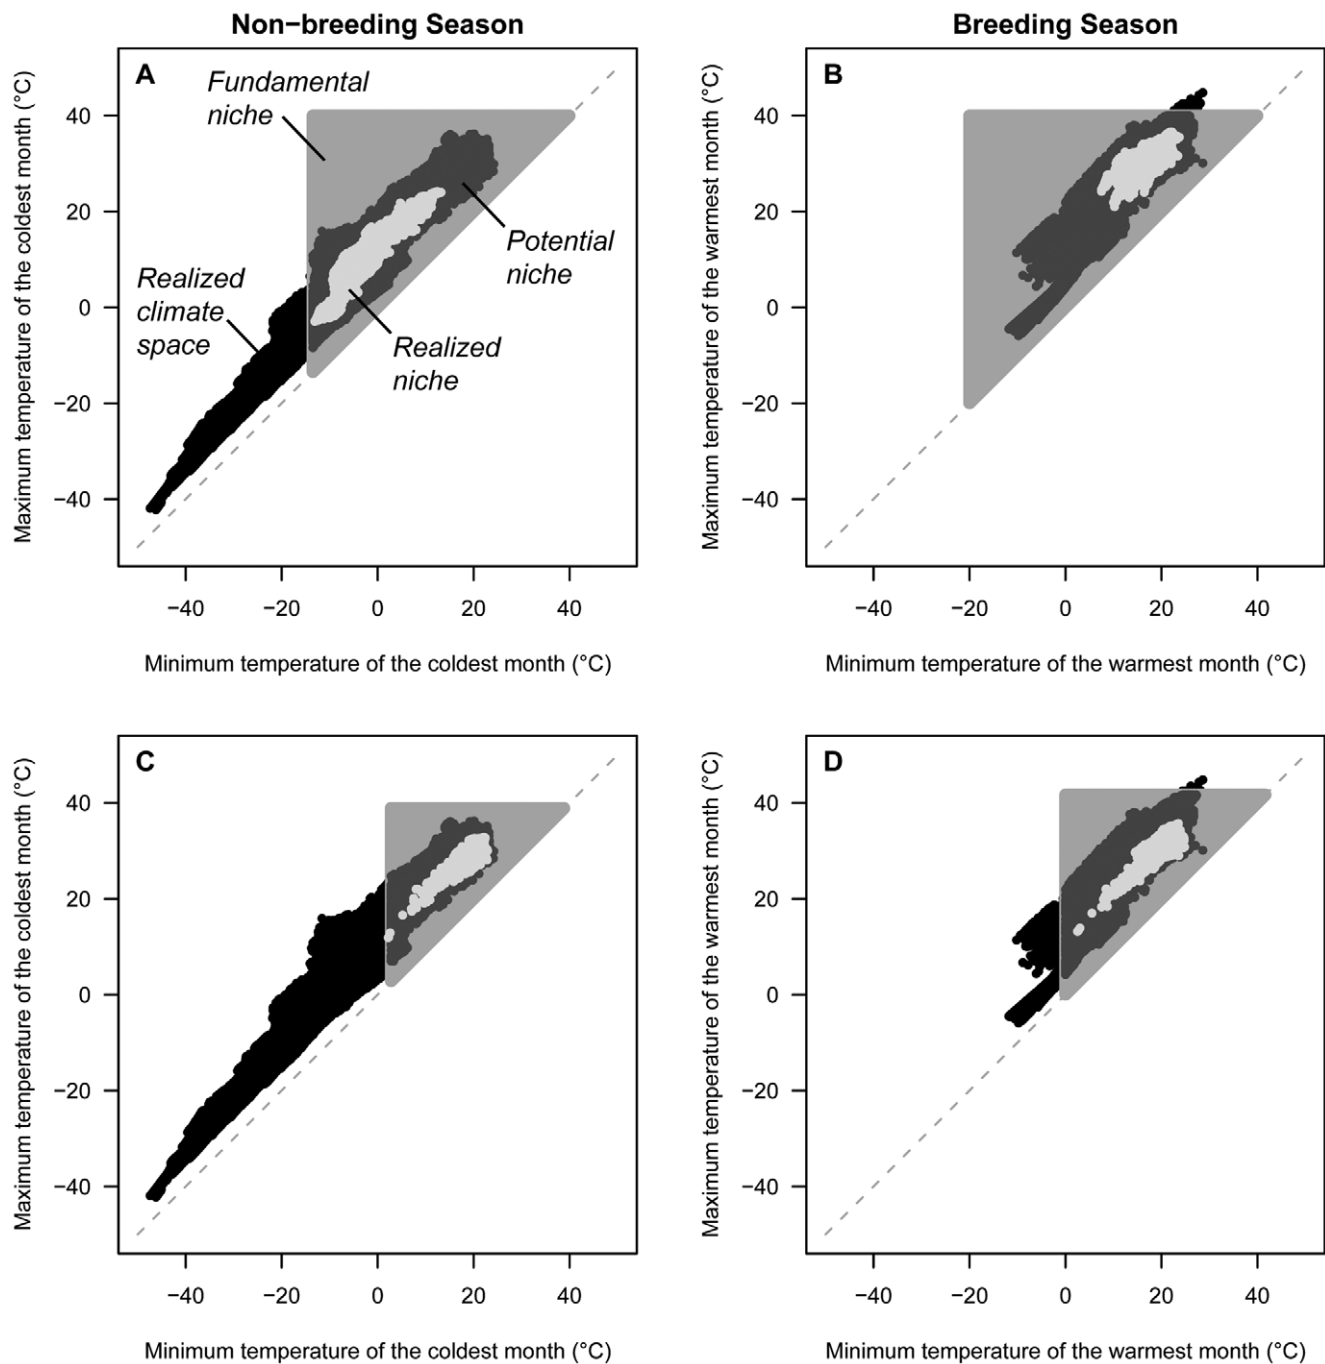 Non−breeding Season
Breeding Season
A
Fundamental
niche
Potential
niche
Realized
climate
space
Realized
niche
Maximum temperature of the coldest month (°C)
40
20
0
−20
−40
−40 −20 0 20 40
Minimum temperature of the coldest month (°C)
B
Maximum temperature of the warmest month (°C)
40
20
0
−20
−40
−40 −20 0 20 40
Minimum temperature of the warmest month (°C)
C
Maximum temperature of the coldest month (°C)
40
20
0
−20
−40
−40 −20 0 20 40
Minimum temperature of the coldest month (°C)
D
Maximum temperature of the warmest month (°C)
40
20
0
−20
−40
−40 −20 0 20 40
Minimum temperature of the warmest month (°C)